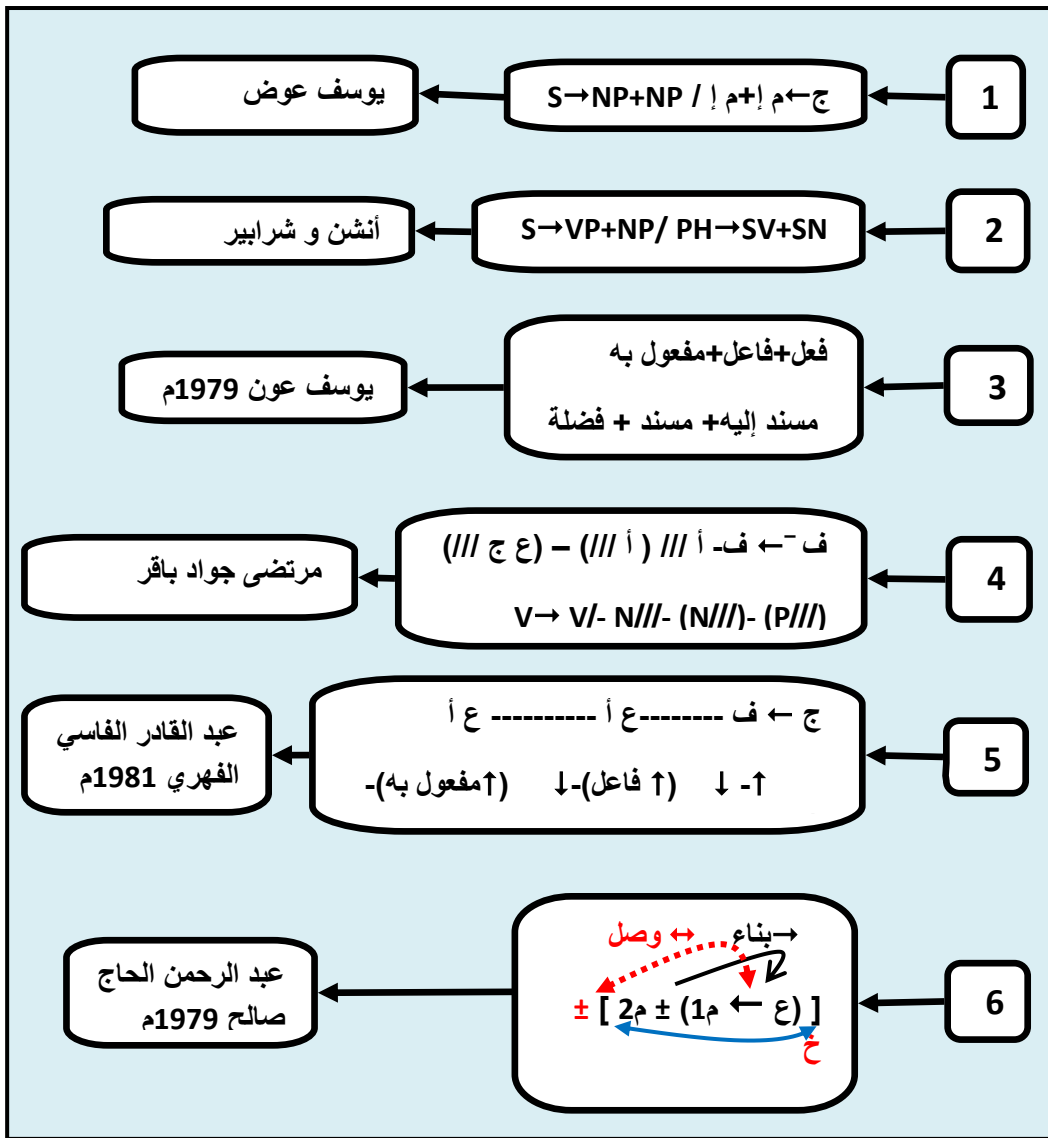 1
ج←م إ+م إ / S→NP+NP
يوسف عوض
2
S→VP+NP/ PH→SV+SN
أنشن و شرابير
3
فعل+فاعل+مفعول به
مسند إليه+ مسند + فضلة
يوسف عون 1979م
4
ف ‾← ف- أ /// ( أ ///) – (ع ج ///)
V→ V/- N///- (N///)- (P///)
مرتضى جواد باقر
5
ج ← ف --------ع أ ---------- ع أ
↑- ↓ (↑ فاعل)-↓ (↑مفعول به)-
عبد القادر الفاسي
الفهري 1981م
6
→بناء ↔ وصل
[ (ع ← م1) ± م2 ] ±
خ
عبد الرحمن الحاج
صالح 1979م